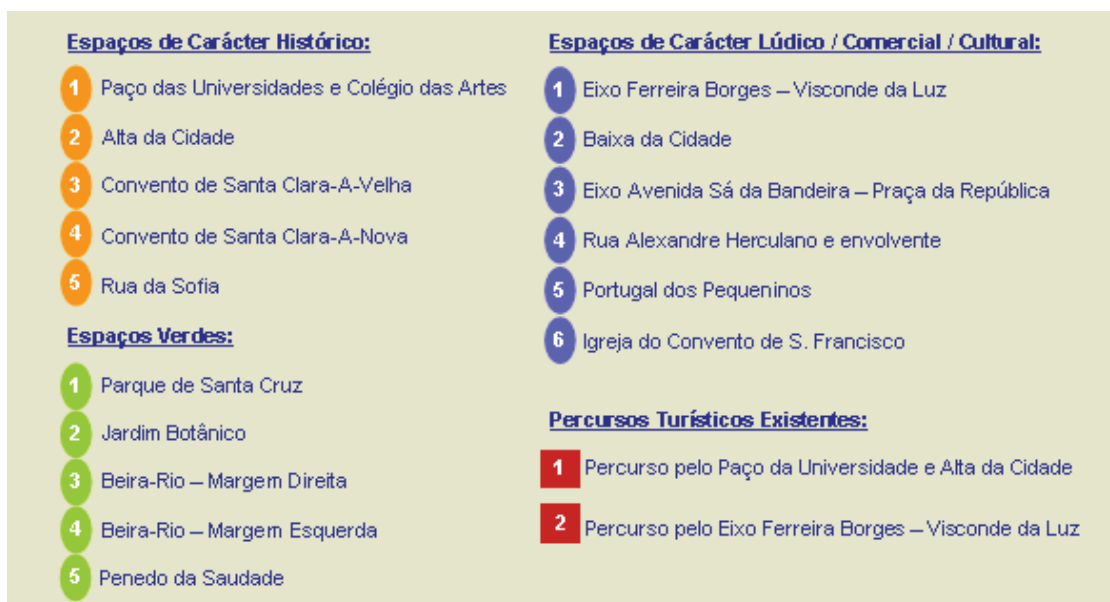 Espaços de Carácter Histórico:
1 Paço das Universidades e Colégio das Artes
2 Alta da Cidade
3 Convento de Santa Clara-A-Velha
4 Convento de Santa Clara-A-Nova
5 Rua da Sofia
Espaços Verdes:
1 Parque de Santa Cruz
2 Jardim Botânico
3 Beira-Rio – Margem Direita
4 Beira-Rio – Margem Esquerda
5 Penedo da Saudade
Espaços de Carácter Lúdico / Comercial / Cultural:
1 Eixo Ferreira Borges – Visconde da Luz
2 Baixa da Cidade
3 Eixo Avenida Sá da Bandeira – Praça da República
4 Rua Alexandre Herculano e envolvente
5 Portugal dos Pequeninos
6 Igreja do Convento de S. Francisco
Percursos Turísticos Existentes:
1 Percurso pelo Paço da Universidade e Alta da Cidade
2 Percurso pelo Eixo Ferreira Borges – Visconde da Luz